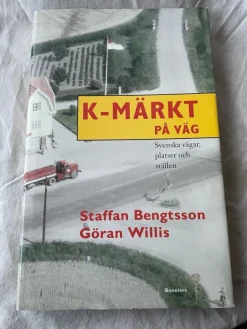 K-MÄRKT
PÅ VÄG
Svenska vägar,
platser och
ställen
Staffan Bengtsson
Göran Willis
Bonniers